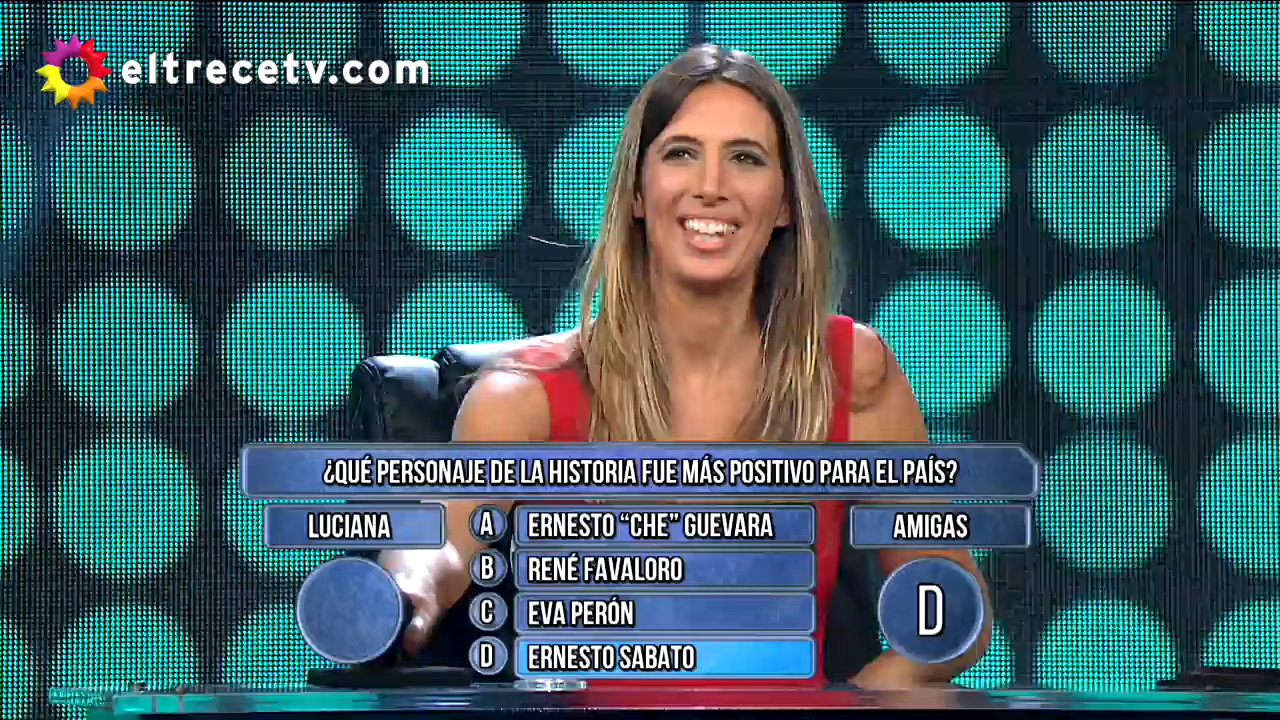 eltrecetv.com
¿QUÉ PERSONAJE DE LA HISTORIA FUE MÁS POSITIVO PARA EL PAÍS?
LUCIANA
A ERNESTO “CHE” GUEVARA
B RENÉ FAVALORO
C EVA PERÓN
D ERNESTO SABATO
AMIGAS
D